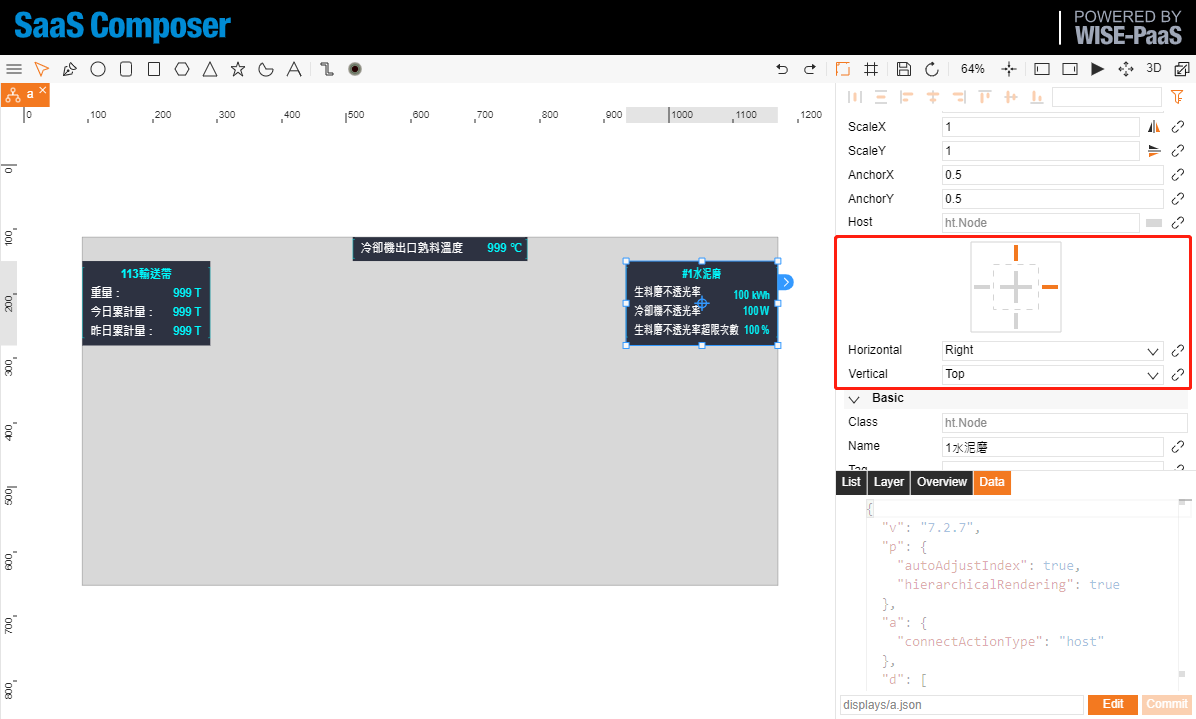 SaaS Composer
POWERED BY
WISE-PaaS
64%
3D
a
0 100 200 300 400 500 600 700 800 900 1000 1100 1200
0
100
200
300
400
500
600
700
800
冷卻機出口熟料溫度 999 °C
113輸送帶
重量： 999 T
今日累計量： 999 T
昨日累計量： 999 T
#1水泥磨
生料磨不透光率 100 kWh
冷卻機不透光率 100 W
生料磨不透光率超限次數 100 %
ScaleX 1
ScaleY 1
AnchorX 0.5
AnchorY 0.5
Host ht.Node
Horizontal Right
Vertical Top
Basic
Class ht.Node
Name 1水泥磨
Tag
List Layer Overview Data
{
"v": "7.2.7",
"p": {
"autoAdjustIndex": true,
"hierarchicalRendering": true
},
"a": {
"connectActionType": "host"
},
"d": [
displays/a.json Edit Commit